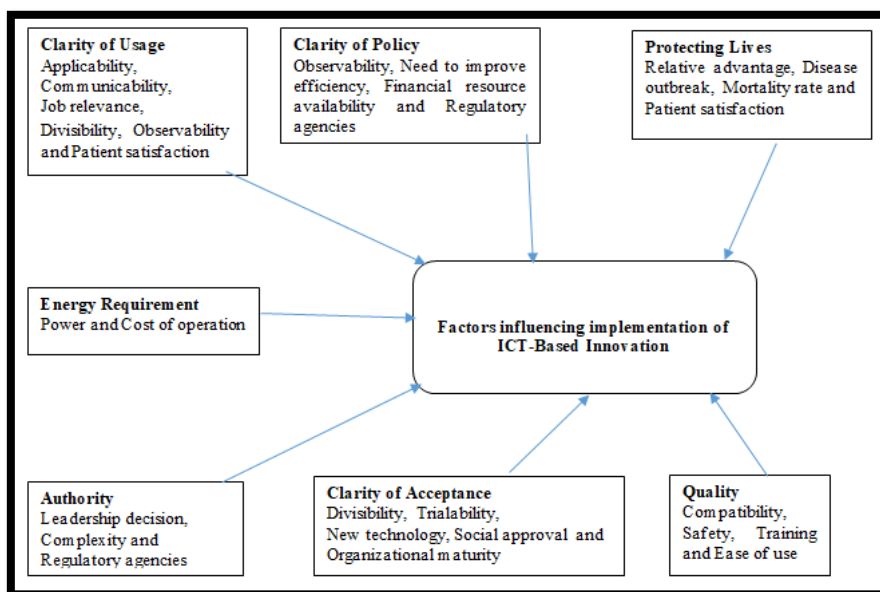 Clarity of Usage
Applicability,
Communicability,
Job relevance,
Divisibility, Observability
and Patient satisfaction
Clarity of Policy
Observability, Need to improve
efficiency, Financial resource
availability and Regulatory
agencies
Protecting Lives
Relative advantage, Disease
outbreak, Mortality rate and
Patient satisfaction
Energy Requirement
Power and Cost of operation
Factors influencing implementation of
ICT-Based Innovation
Authority
Leadership decision,
Complexity and
Regulatory agencies
Clarity of Acceptance
Divisibility, Trialability,
New technology, Social approval and
Organizational maturity
Quality
Compatibility,
Safety, Training
and Ease of use